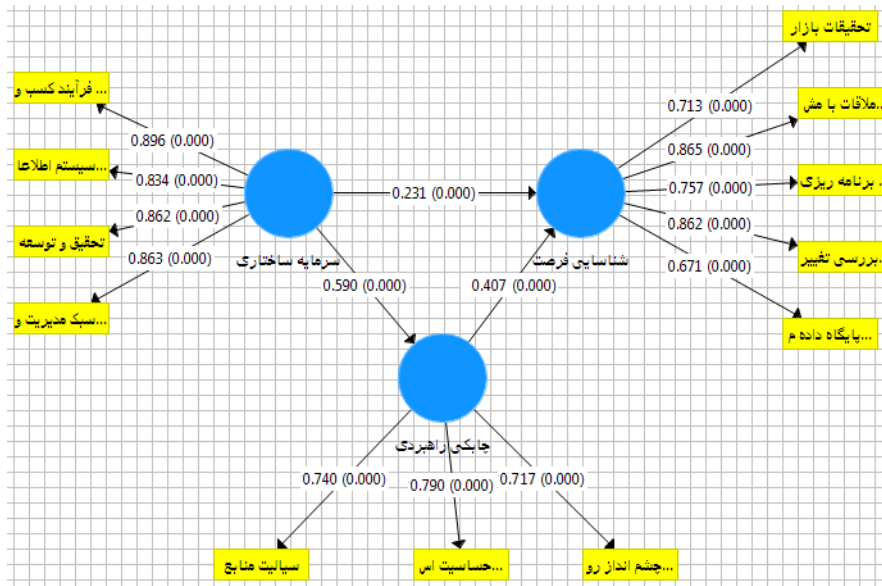 تحقیقات بازار
0.713 (0.000)
...ملاقات با مش
0.865 (0.000)
...برنامه ریزی
0.757 (0.000)
...بررسی تغییر
0.862 (0.000)
...پایگاه داده م
0.671 (0.000)
شناسایی فرصت
0.231 (0.000)
سرمایه ساختاری
... فرآیند کسب و
0.896 (0.000)
...سیستم اطلاعا
0.834 (0.000)
تحقیق و توسعه
0.862 (0.000)
...سبک مدیریت و
0.863 (0.000)
0.590 (0.000)
0.407 (0.000)
چابکی راهبردی
0.717 (0.000)
...چشم انداز رو
0.790 (0.000)
...حساسیت اس
0.740 (0.000)
سیالیت منابع